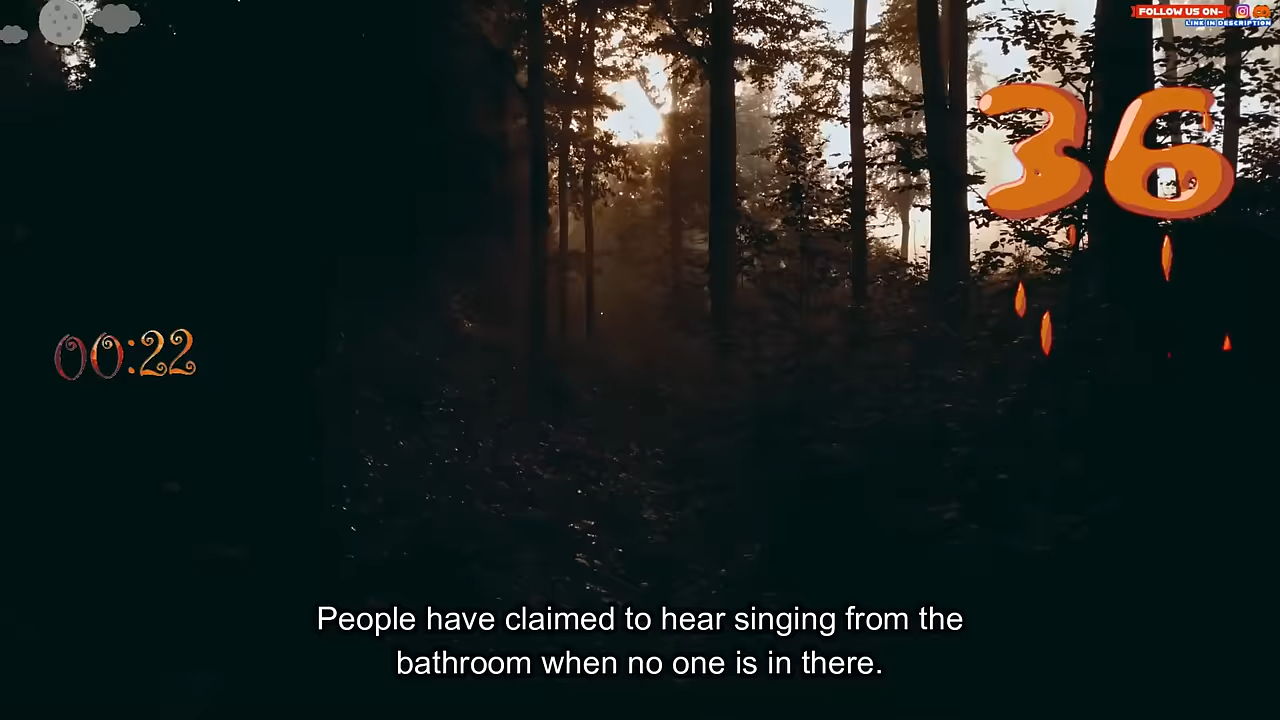 FOLLOW US ON-
LINK IN DESCRIPTION
36
00:22
People have claimed to hear singing from the
bathroom when no one is in there.